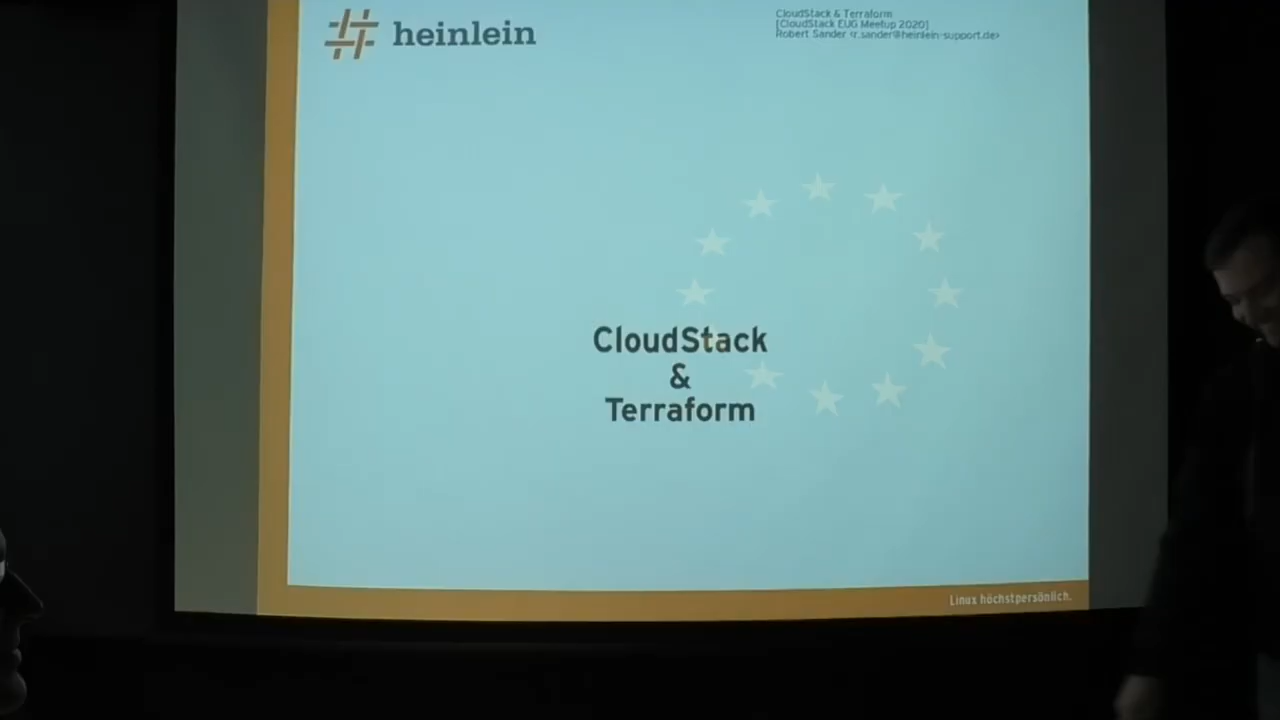 heinlein
CloudStack & Terraform
[CloudStack EUG Meetup 2020]
Robert Sander <r.sander@heinlein-support.de>
CloudStack
&
Terraform
Linux höchstpersönlich.